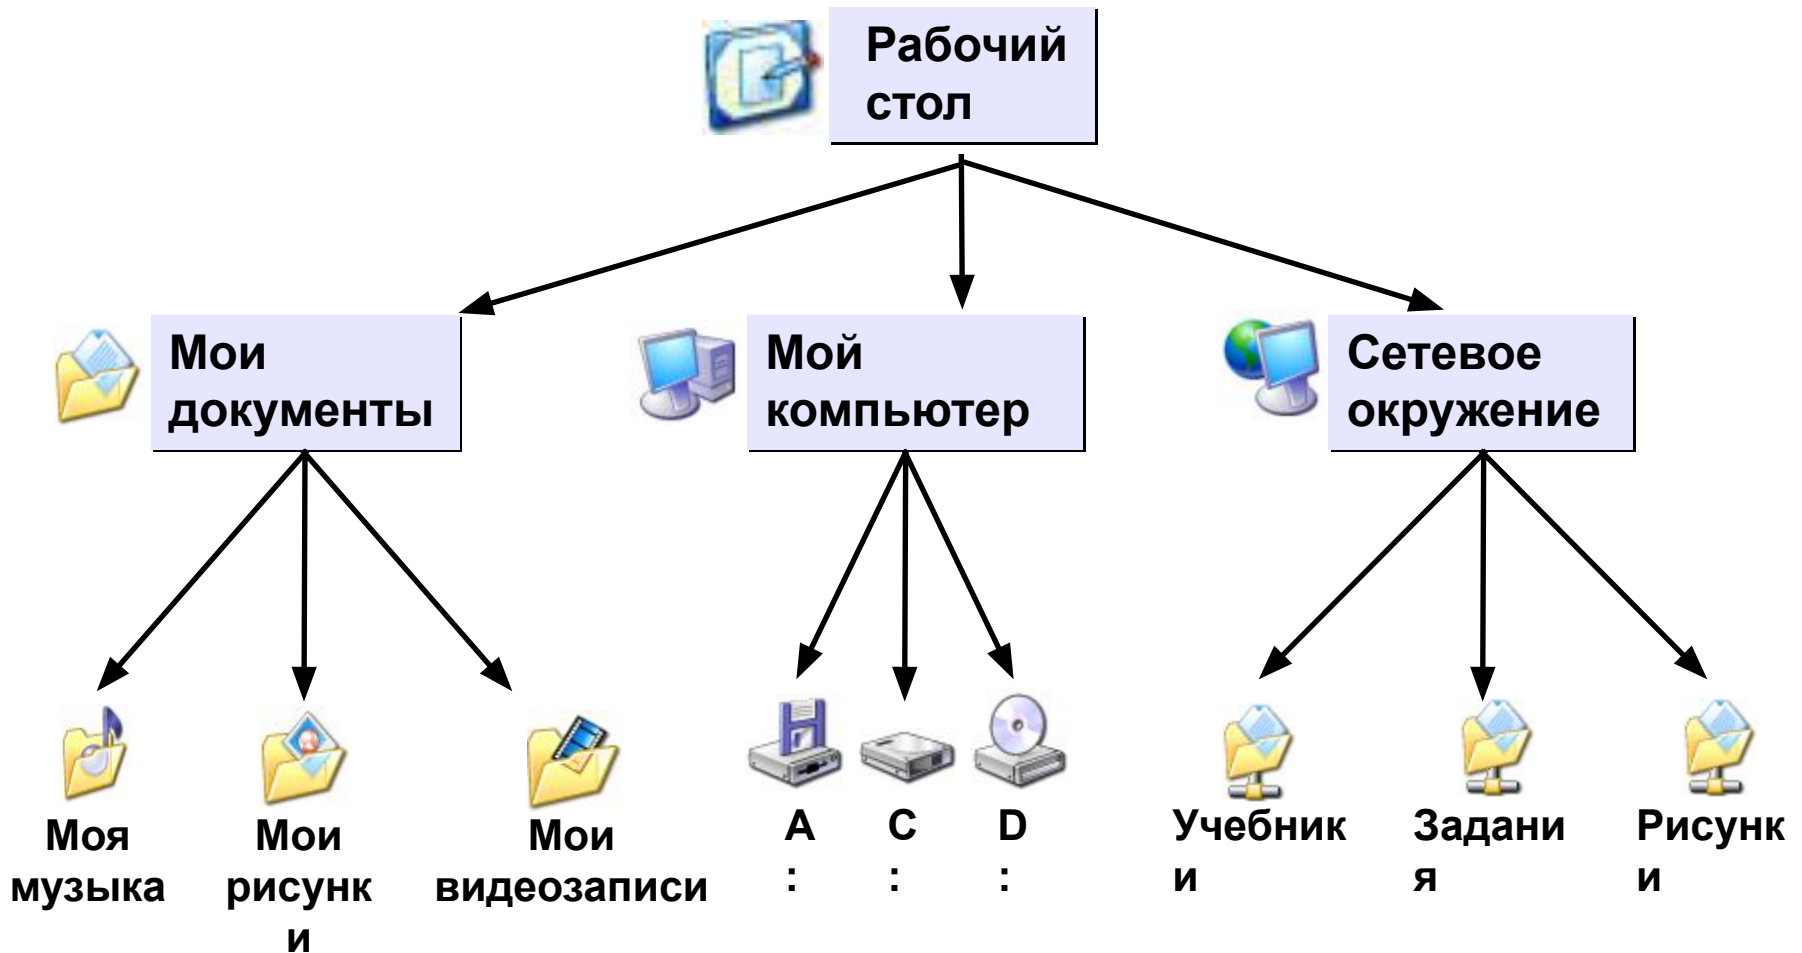 Рабочий
стол
Мои
документы
Мой
компьютер
Сетевое
окружение
Моя
музыка
Мои
рисунк
и
Мои
видеозаписи
A
:
C
:
D
:
Учебник
и
Задани
я
Рисунк
и